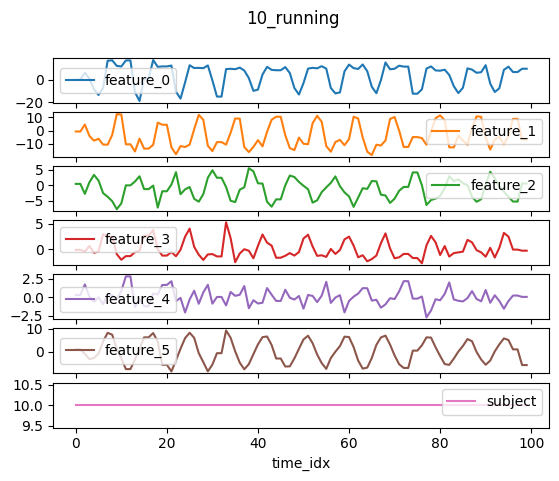 10_running
0
−20
feature_0
10
0
−10
feature_1
5
0
−5
feature_2
5
0
feature_3
2.5
0.0
−2.5
feature_4
10
0
feature_5
10.5
10.0
9.5
subject
0 20 40 60 80 100
time_idx